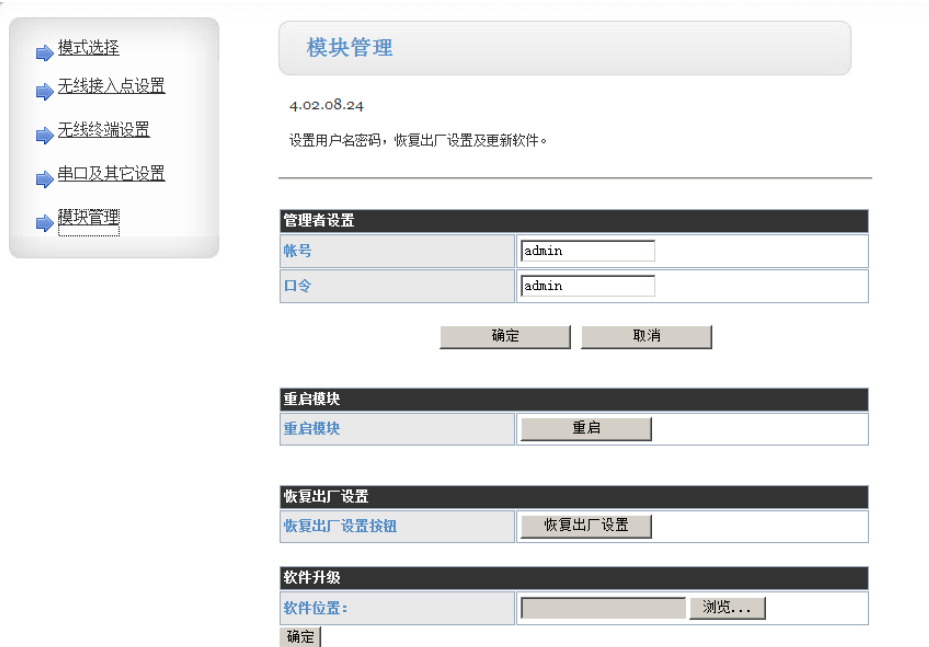 模式选择
无线接入点设置
无线终端设置
串口及其它设置
模块管理
模块管理
4.02.08.24
设置用户名密码，恢复出厂设置及更新软件。
管理者设置
帐号 admin
口令 admin
确定 取消
重启模块
重启模块 重启
恢复出厂设置
恢复出厂设置按钮 恢复出厂设置
软件升级
软件位置： 浏览...
确定